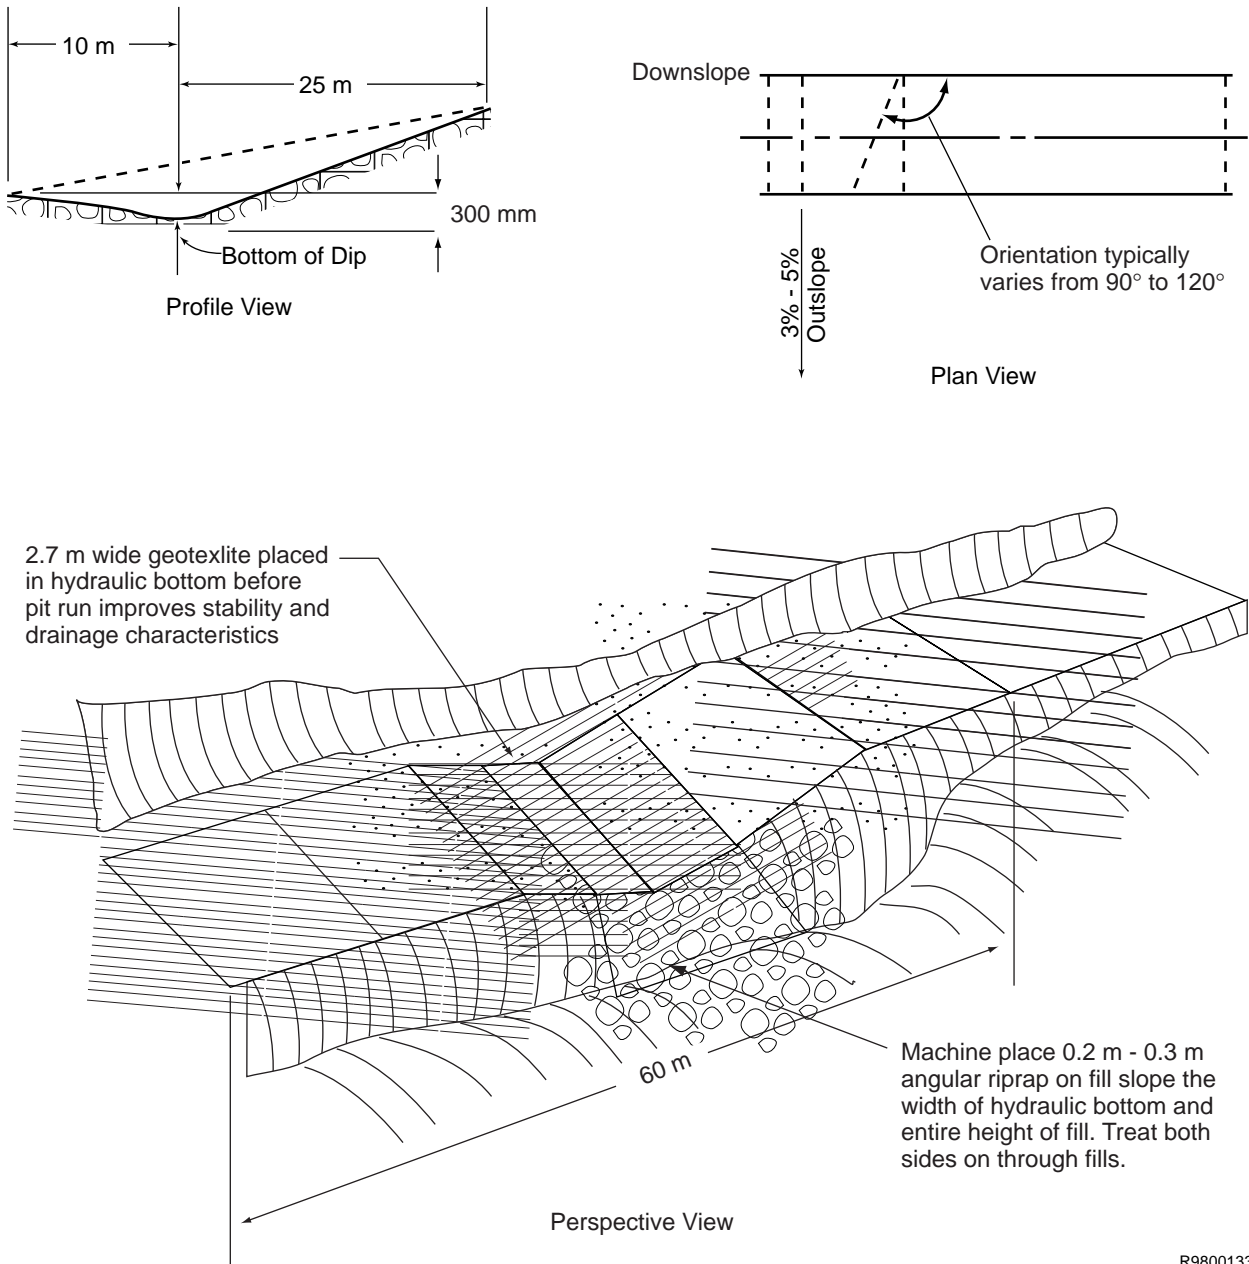 10 m
25 m
300 mm
Bottom of Dip
Profile View
Downslope
3% - 5%
Outslope
Orientation typically
varies from 90° to 120°
Plan View
2.7 m wide geotexlite placed
in hydraulic bottom before
pit run improves stability and
drainage characteristics
60 m
Machine place 0.2 m - 0.3 m
angular riprap on fill slope the
width of hydraulic bottom and
entire height of fill. Treat both
sides on through fills.
Perspective View
R9800133